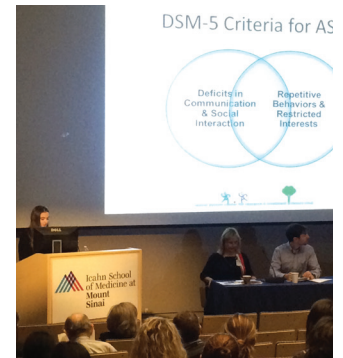 DSM-5 Criteria for AS
Deficits in
Communication
& Social
Interaction
Repetitive
Behaviors &
Restricted
Interests
DELL
Icahn School
of Medicine at
Mount
Sinai